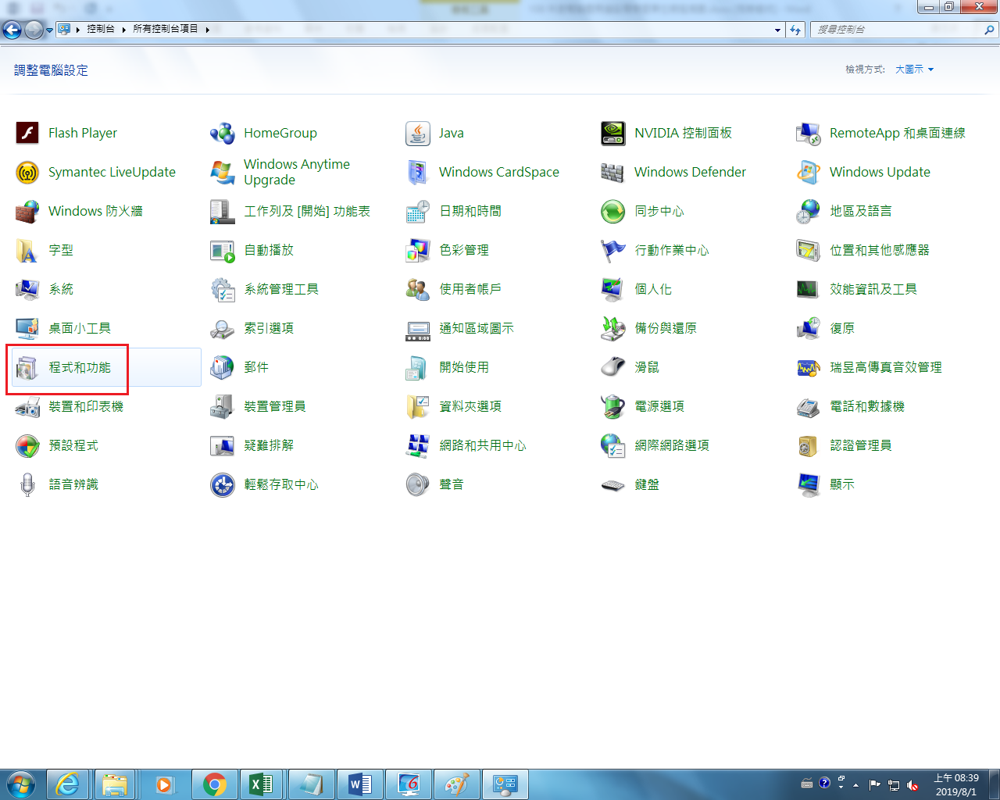 控制台 所有控制台項目
搜尋控制台
調整電腦設定
檢視方式: 大圖示
Flash Player
HomeGroup
Java
NVIDIA 控制面板
RemoteApp 和桌面連線
Symantec LiveUpdate
Windows Anytime
Upgrade
Windows CardSpace
Windows Defender
Windows Update
Windows 防火牆
工作列及 [開始] 功能表
日期和時間
同步中心
地區及語言
字型
自動播放
色彩管理
行動作業中心
位置和其他感應器
系統
系統管理工具
使用者帳戶
個人化
效能資訊及工具
桌面小工具
索引選項
通知區域圖示
備份與還原
復原
程式和功能
郵件
開始使用
滑鼠
瑞昱高傳真音效管理
裝置和印表機
裝置管理員
資料夾選項
電源選項
電話和數據機
預設程式
疑難排解
網路和共用中心
網際網路選項
認證管理員
語音辨識
輕鬆存取中心
聲音
鍵盤
顯示
上午 08:39
2019/8/1